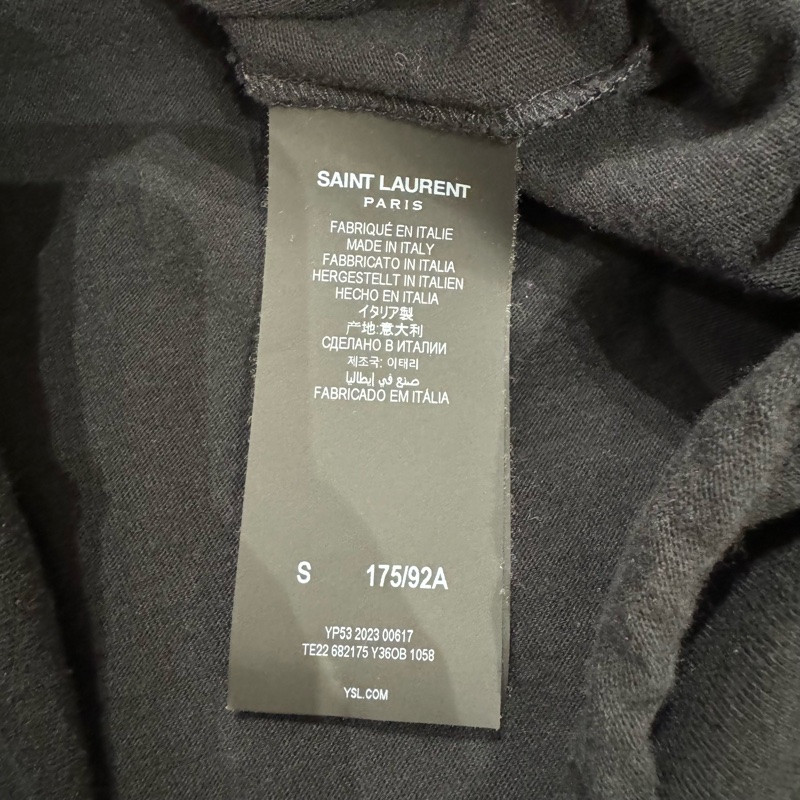 SAINT LAURENT
PARIS
FABRIQUÉ EN ITALIE
MADE IN ITALY
FABBRICATO IN ITALIA
HERGESTELLT IN ITALIEN
HECHO EN ITALIA
イタリア製
产地:意大利
СДЕЛАНО В ИТАЛИИ
제조국: 이태리
صنع في إيطاليا
FABRICADO EM ITÁLIA
S 175/92A
YP53 2023 00617
TE22 682175 Y36OB 1058
YSL.COM